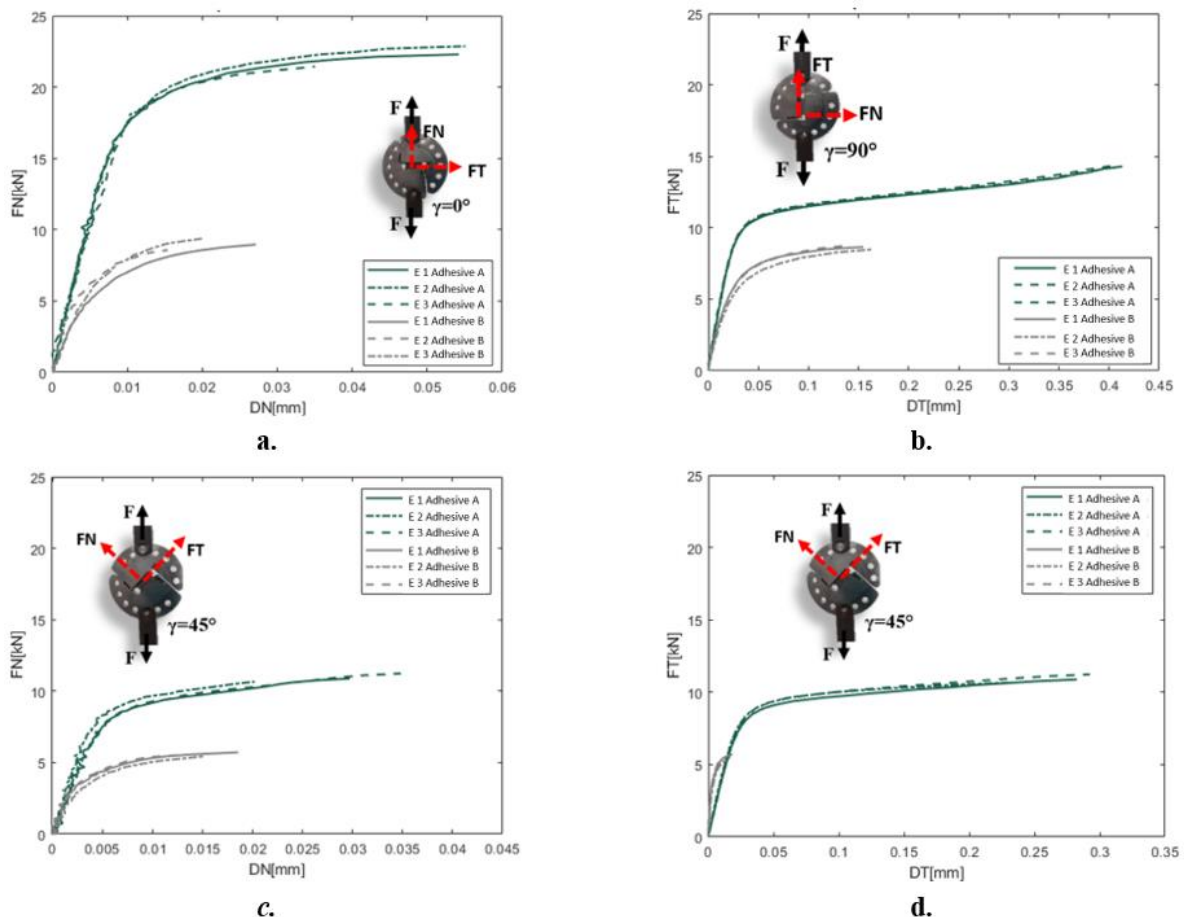 25
20
15
10
5
0
FN[kN]
F
FN
FT
γ=0°
F
E 1 Adhesive A
E 2 Adhesive A
E 3 Adhesive A
E 1 Adhesive B
E 2 Adhesive B
E 3 Adhesive B
0 0.01 0.02 0.03 0.04 0.05 0.06
DN[mm]
a.
25
20
15
10
5
0
FT[kN]
F
FT
FN
γ=90°
F
E 1 Adhesive A
E 2 Adhesive A
E 3 Adhesive A
E 1 Adhesive B
E 2 Adhesive B
E 3 Adhesive B
0 0.05 0.1 0.15 0.2 0.25 0.3 0.35 0.4 0.45
DT[mm]
b.
25
20
15
10
5
0
FN[kN]
F
FN
FT
γ=45°
F
E 1 Adhesive A
E 2 Adhesive A
E 3 Adhesive A
E 1 Adhesive B
E 2 Adhesive B
E 3 Adhesive B
0 0.005 0.01 0.015 0.02 0.025 0.03 0.035 0.04 0.045
DN[mm]
c.
25
20
15
10
5
0
FT[kN]
F
FN
FT
γ=45°
F
E 1 Adhesive A
E 2 Adhesive A
E 3 Adhesive A
E 1 Adhesive B
E 2 Adhesive B
E 3 Adhesive B
0 0.05 0.1 0.15 0.2 0.25 0.3 0.35
DT[mm]
d.